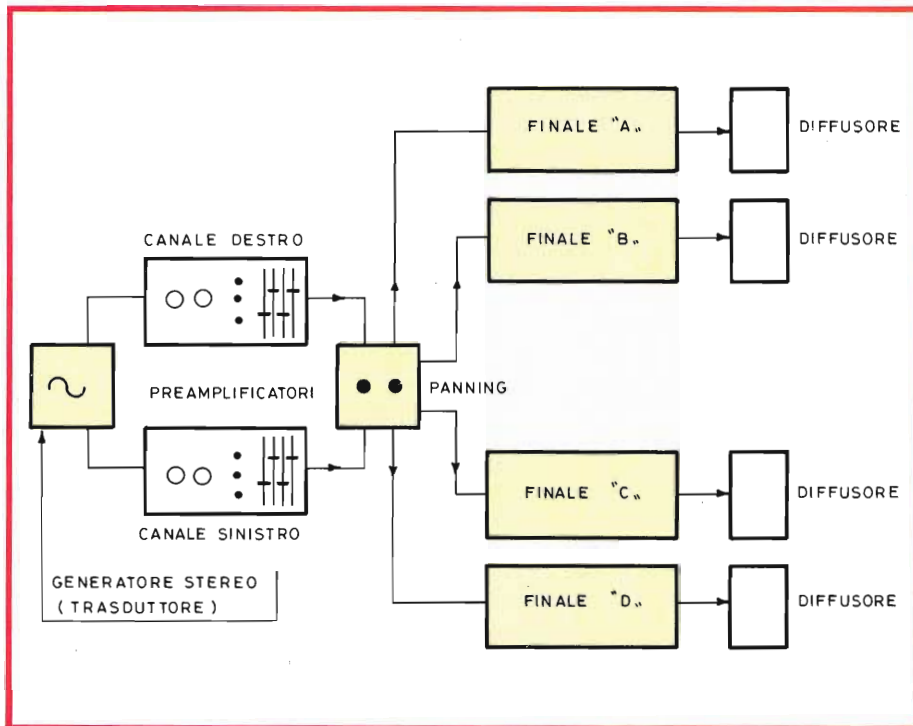 FINALE "A„
DIFFUSORE
FINALE "B„
DIFFUSORE
CANALE DESTRO
PREAMPLIFICATORI
PANNING
CANALE SINISTRO
GENERATORE STEREO
( TRASDUTTORE )
FINALE "C„
DIFFUSORE
FINALE "D„
DIFFUSORE